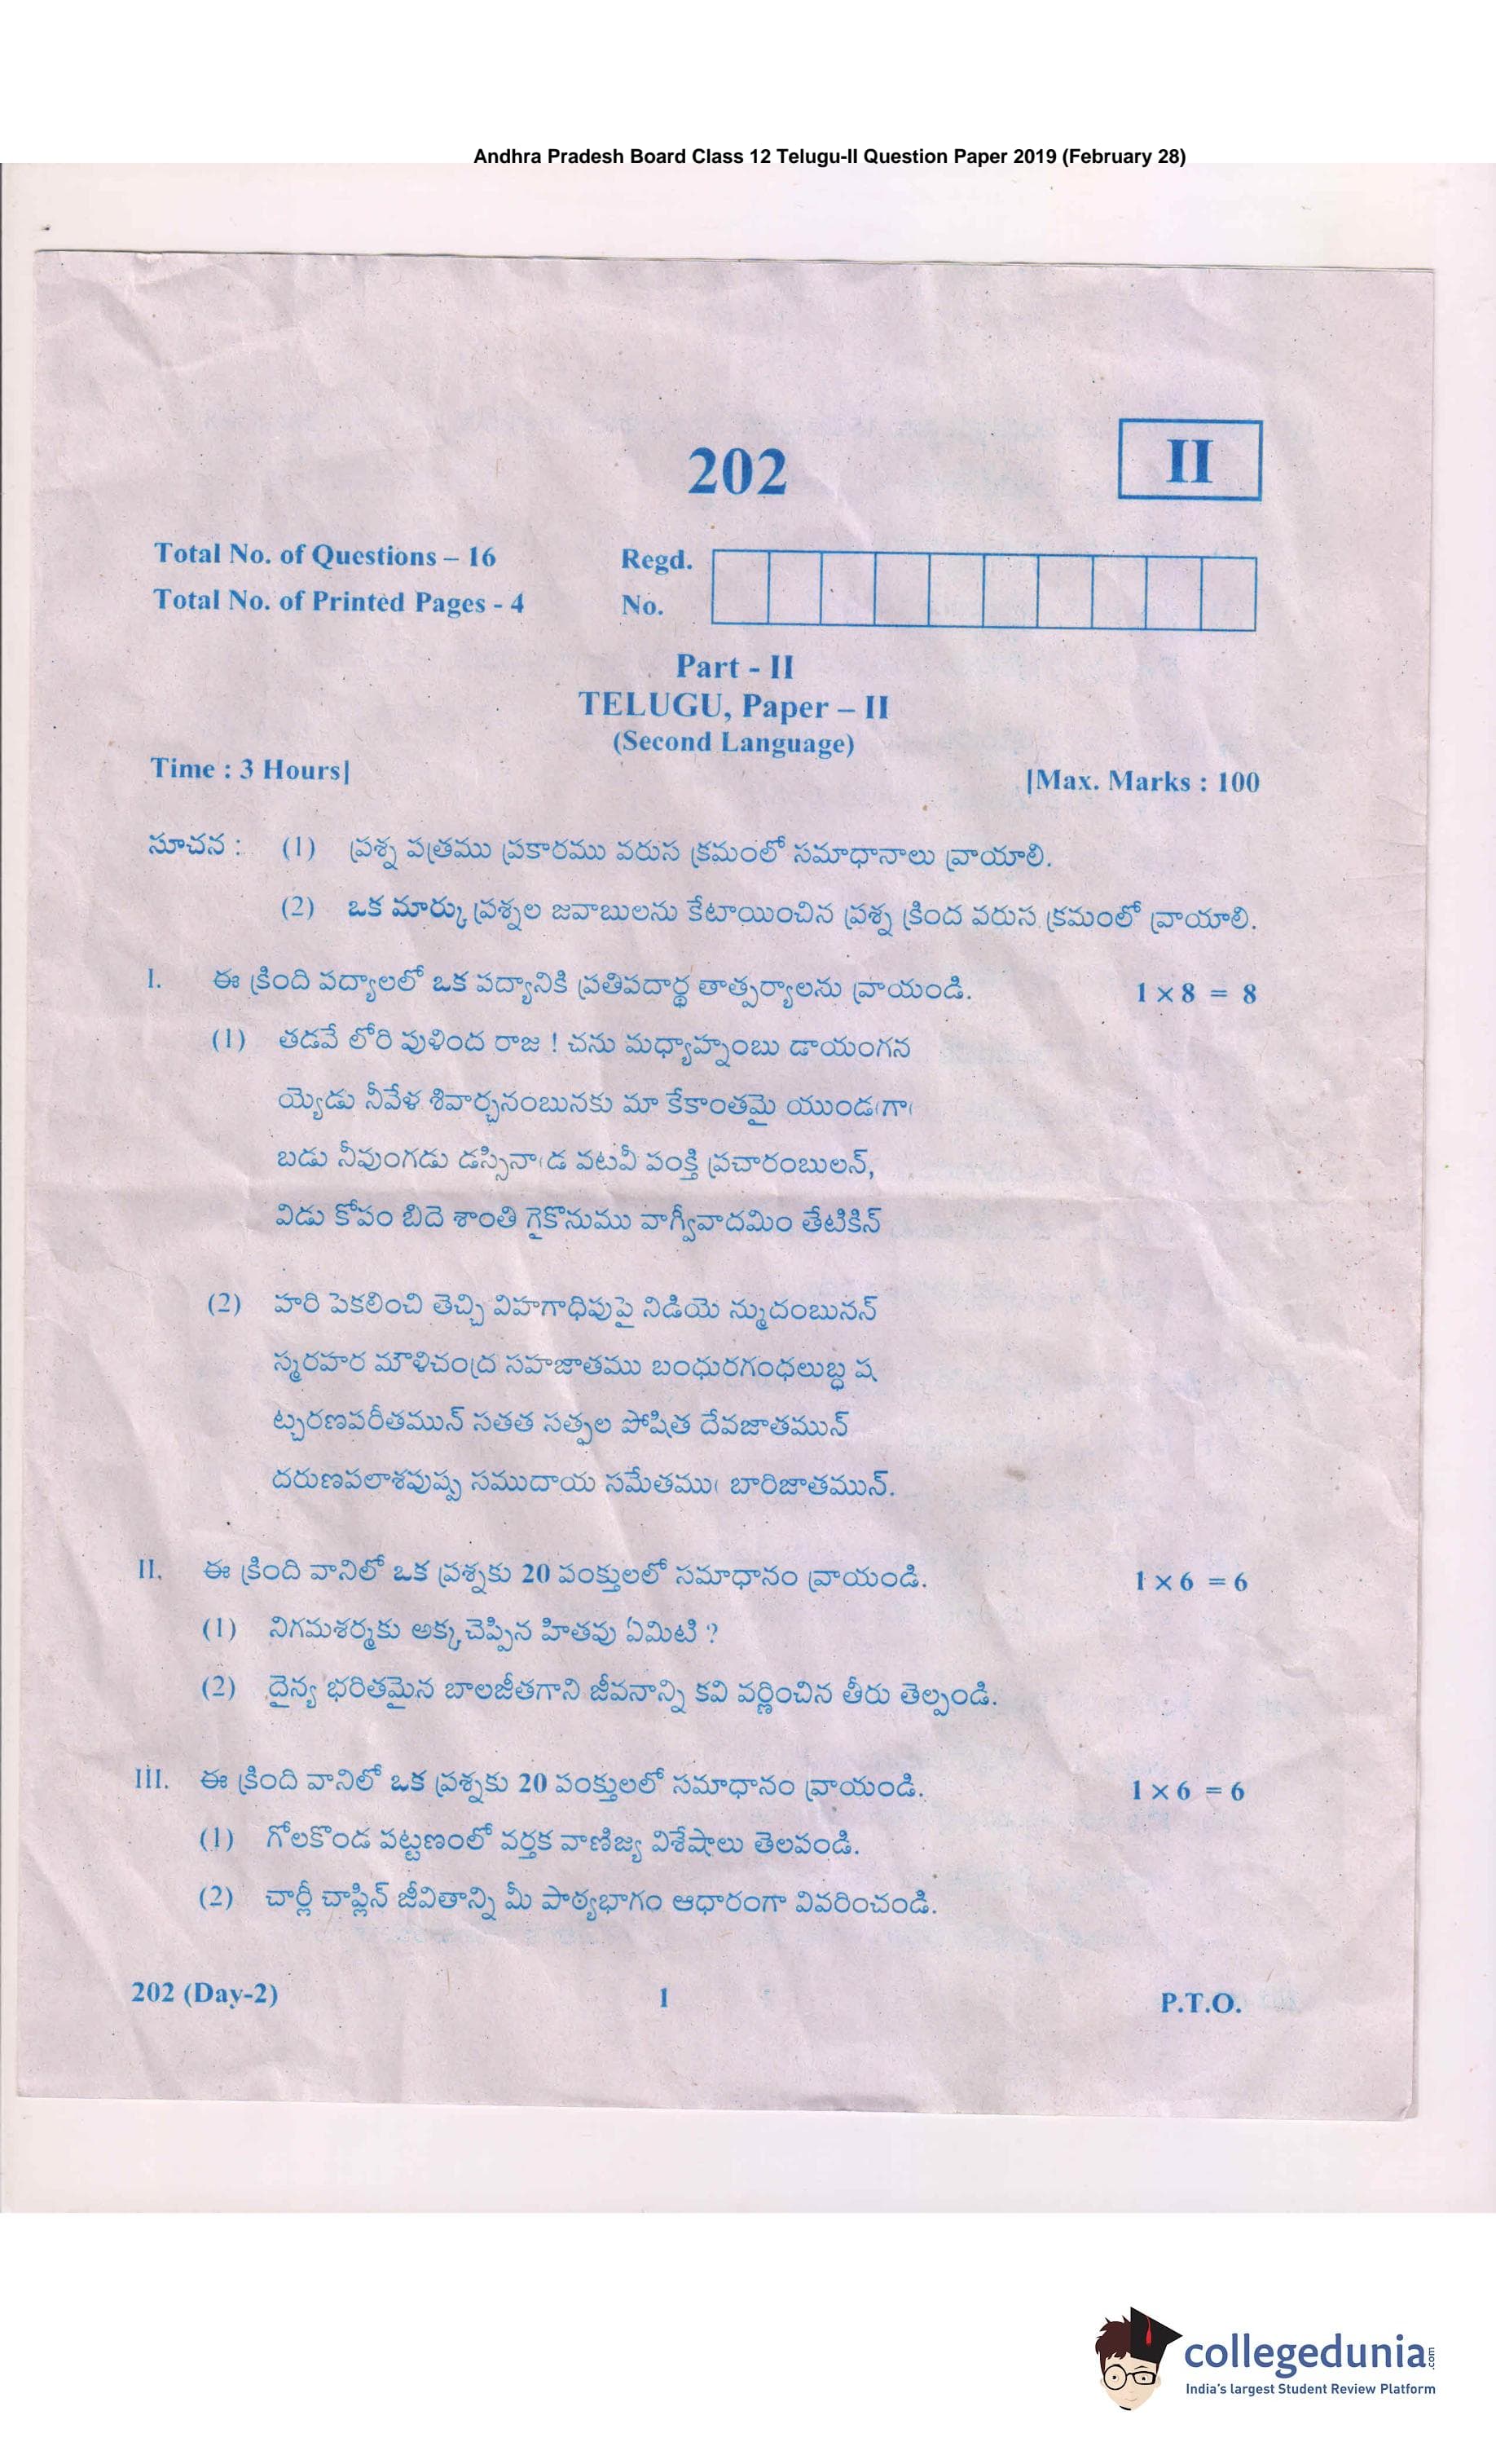 Andhra Pradesh Board Class 12 Telugu-II Question Paper 2019 (February 28)
202
II
Total No. of Questions – 16
Regd.
Total No. of Printed Pages - 4
No.
Part - II
TELUGU, Paper – II
(Second Language)
Time : 3 Hours]
[Max. Marks : 100
సూచన : (1) ప్రశ్న పత్రము ప్రకారము వరుస క్రమంలో సమాధానాలు వ్రాయాలి.
(2) ఒక మార్కు ప్రశ్నల జవాబులను కేటాయించిన ప్రశ్న క్రింద వరుస క్రమంలో వ్రాయాలి.
I. ఈ క్రింది పద్యాలలో ఒక పద్యానికి ప్రతిపదార్థ తాత్పర్యాలను వ్రాయండి. 1 × 8 = 8
(1) తడవే లోరి పుళింద రాజ ! చను మధ్యాహ్నంబు డాయంగన
య్యెడు నీవేళ శివార్చనంబునకు మా కేకాంతమై యుండఁగాఁ
బడు నీవుంగడు డస్సినాఁడ వటవీ పంక్తి ప్రచారంబులన్,
విడు కోపం బిదె శాంతి గైకొనుము వాగ్వీవాదమిం తేటికిన్
(2) హరి పెకలించి తెచ్చి విహగాధిపుపై నిడియె న్ముదంబునన్
స్మరహర మౌళిచంద్ర సహజాతము బంధురగంధలుబ్ధ ష
ట్చరణపరీతమున్ సతత సత్ఫల పోషిత దేవజాతమున్
దరుణపలాశపుష్ప సముదాయ సమేతముఁ బారిజాతమున్.
II. ఈ క్రింది వానిలో ఒక ప్రశ్నకు 20 పంక్తులలో సమాధానం వ్రాయండి. 1 × 6 = 6
(1) నిగమశర్మకు అక్కచెప్పిన హితవు ఏమిటి ?
(2) దైన్య భరితమైన బాలజీతగాని జీవనాన్ని కవి వర్ణించిన తీరు తెల్పండి.
III. ఈ క్రింది వానిలో ఒక ప్రశ్నకు 20 పంక్తులలో సమాధానం వ్రాయండి. 1 × 6 = 6
(1) గోలకొండ పట్టణంలో వర్తక వాణిజ్య విశేషాలు తెలపండి.
(2) చార్లీ చాప్లిన్ జీవితాన్ని మీ పాఠ్యభాగం ఆధారంగా వివరించండి.
202 (Day-2) 1 P.T.O.
collegedunia.com
India's largest Student Review Platform